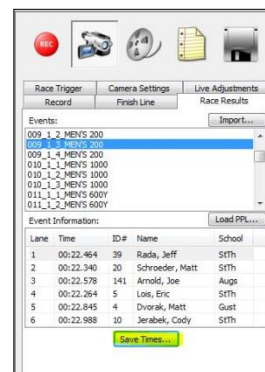 REC
Race Trigger Camera Settings Live Adjustments
Record Finish Line Race Results
Events: Import...
009_1_2_MEN'S 200
009_1_3_MEN'S 200
009_1_4_MEN'S 200
010_1_1_MEN'S 1000
010_1_2_MEN'S 1000
010_1_3_MEN'S 1000
011_1_1_MEN'S 600Y
011_1_2_MEN'S 600Y
Event Information: Load PPL...
Lane Time ID# Name School
1 00:22.464 39 Rada, Jeff StTh
2 00:22.340 20 Schroeder, Matt StTh
3 00:22.578 141 Arnold, Joe Augs
4 00:22.264 5 Lois, Eric StTh
5 00:22.845 4 Dvorak, Matt Gust
6 00:22.988 10 Jerabek, Cody StTh
Save Times...